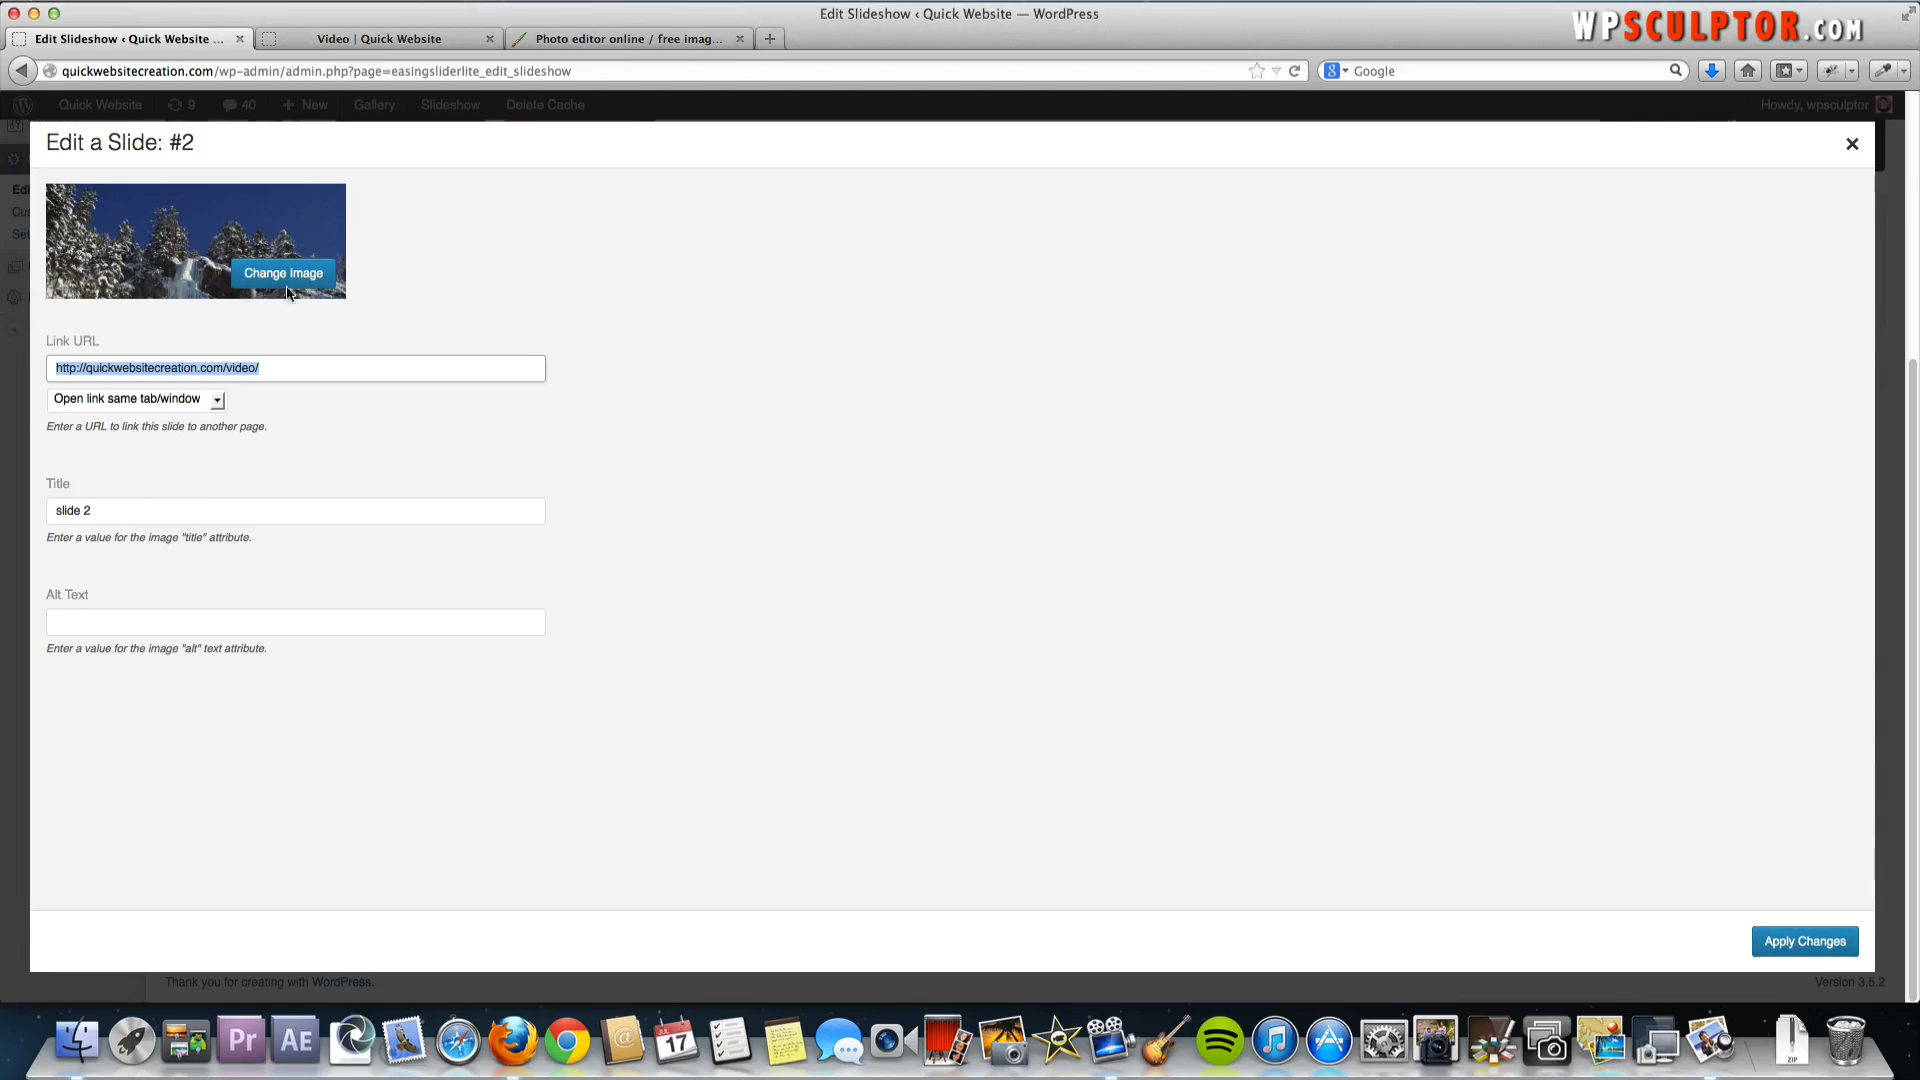 Edit Slideshow ‹ Quick Website — WordPress
WPSCULPTOR.COM
Edit Slideshow ‹ Quick Website ...
Video | Quick Website
Photo editor online / free imag...
quickwebsitecreation.com/wp-admin/admin.php?page=easingsliderlite_edit_slideshow
Google
Quick Website 9 40 + New Gallery Slideshow Delete Cache
Howdy, wpsculptor
Edit a Slide: #2
Change Image
Link URL
http://quickwebsitecreation.com/video/
Open link same tab/window
Enter a URL to link this slide to another page.
Title
slide 2
Enter a value for the image "title" attribute.
Alt Text
Enter a value for the image "alt" text attribute.
Apply Changes
Thank you for creating with WordPress.
Version 3.5.2
Pr
AE
JUL
17
ZIP